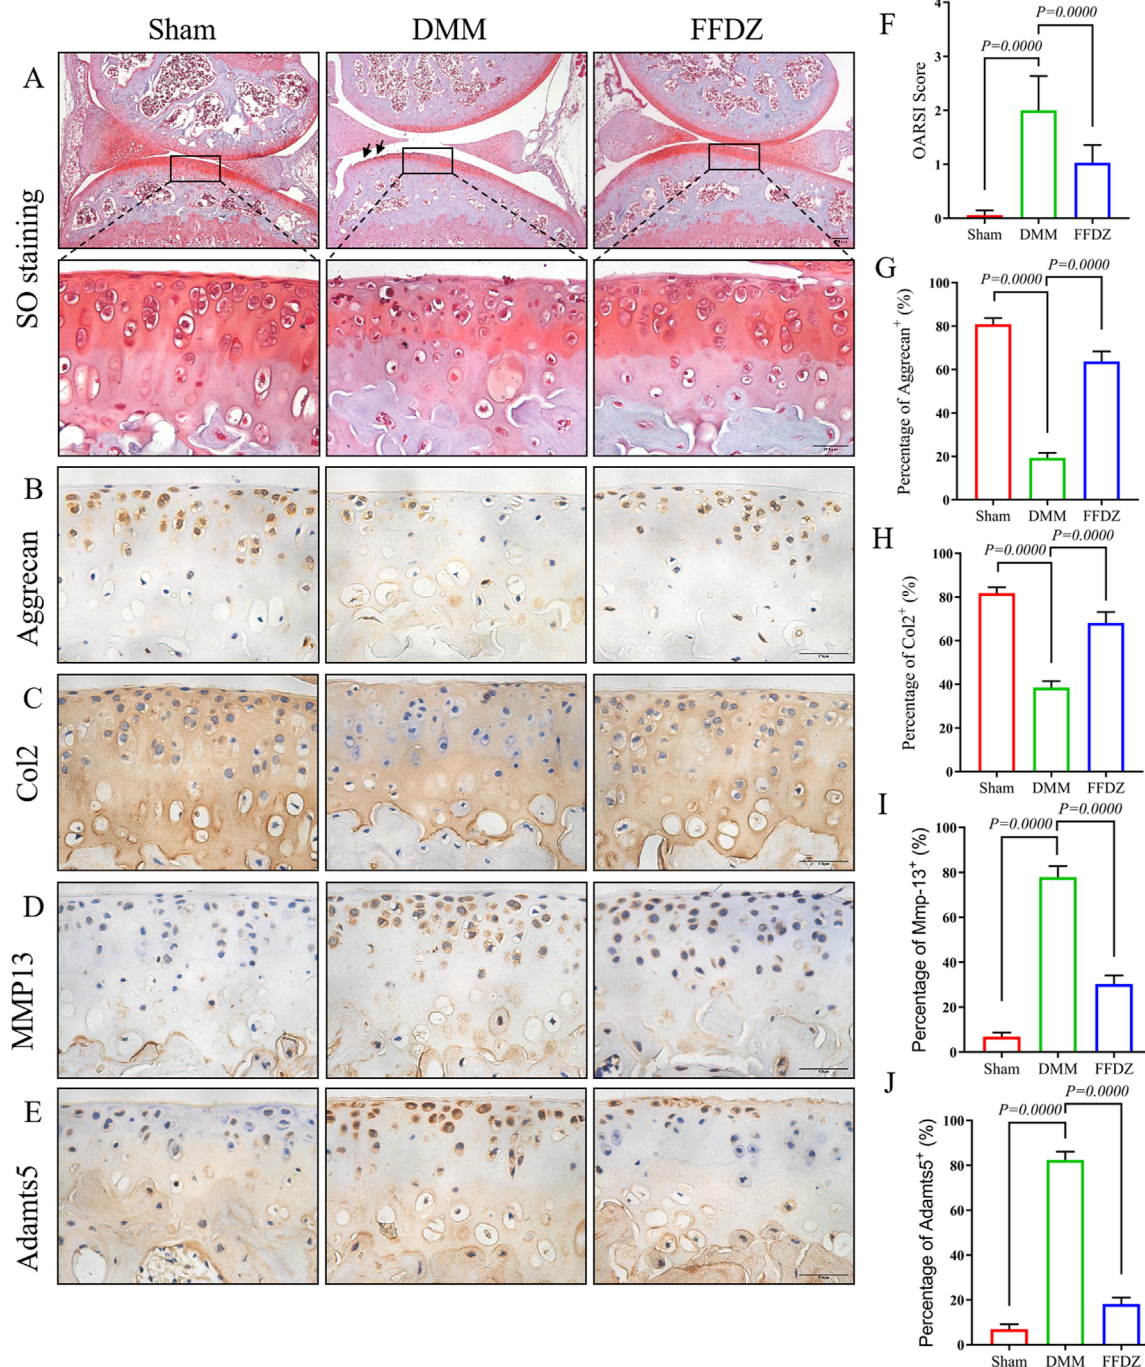 Sham
DMM
FFDZ
A
SO staining
B
Aggrecan
C
Col2
D
MMP13
E
Adamts5
F
OARSI Score
4
3
2
1
0
P=0.0000
P=0.0000
Sham
DMM
FFDZ
G
Percentage of Aggrecan⁺ (%)
100
80
60
40
20
0
P=0.0000
P=0.0000
Sham
DMM
FFDZ
H
Percentage of Col2⁺ (%)
100
80
60
40
20
0
P=0.0000
P=0.0000
Sham
DMM
FFDZ
I
Percentage of Mmp-13⁺ (%)
100
80
60
40
20
0
P=0.0000
P=0.0000
Sham
DMM
FFDZ
J
Percentage of Adamts5⁺ (%)
100
80
60
40
20
0
P=0.0000
P=0.0000
Sham
DMM
FFDZ